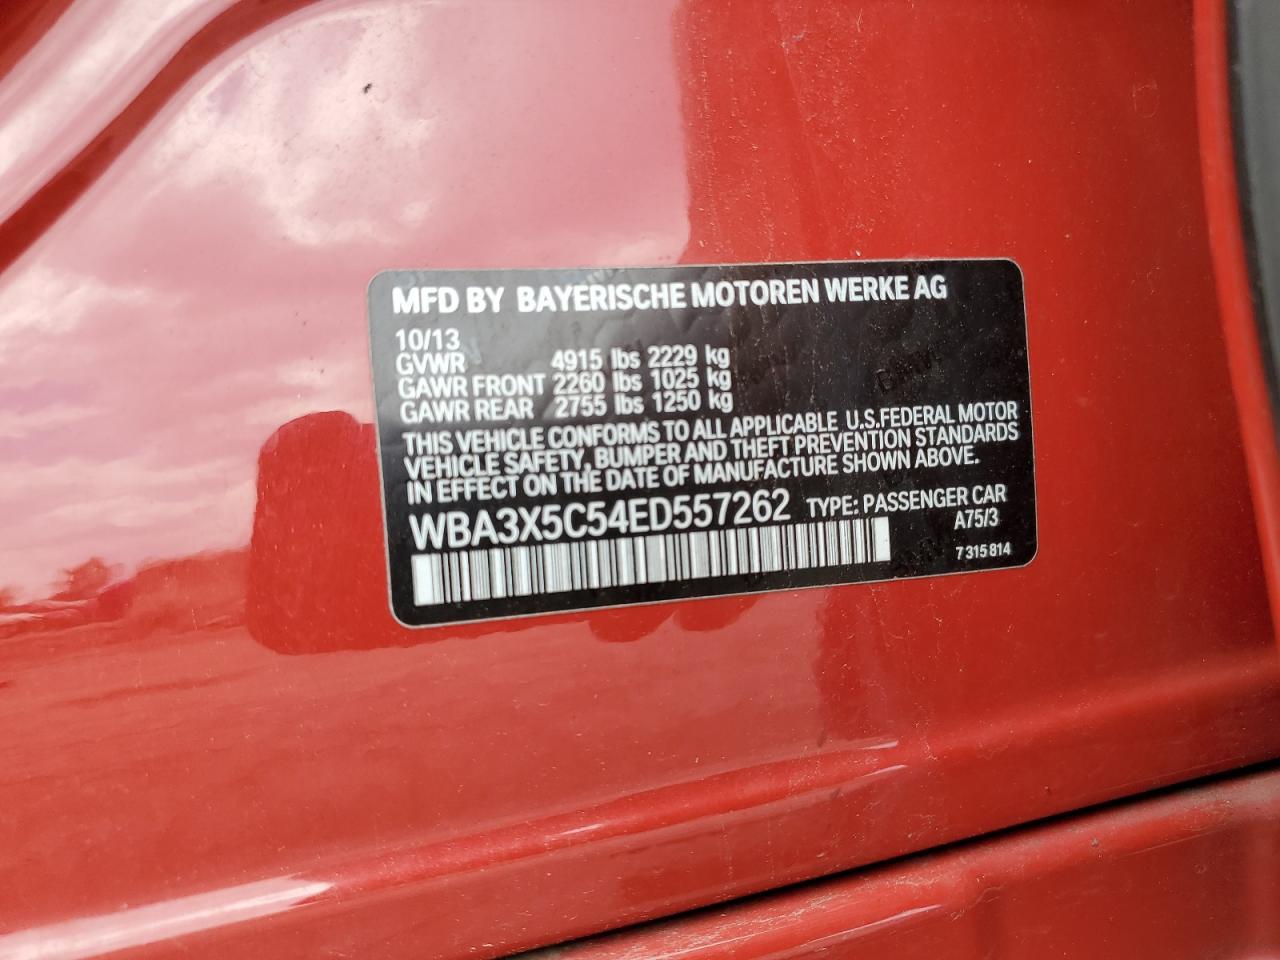 MFD BY BAYERISCHE MOTOREN WERKE AG
10/13
GVWR 4915 lbs 2229 kg
GAWR FRONT 2260 lbs 1025 kg
GAWR REAR 2755 lbs 1250 kg
THIS VEHICLE CONFORMS TO ALL APPLICABLE U.S.FEDERAL MOTOR
VEHICLE SAFETY, BUMPER AND THEFT PREVENTION STANDARDS
IN EFFECT ON THE DATE OF MANUFACTURE SHOWN ABOVE.
WBA3X5C54ED557262 TYPE: PASSENGER CAR
A75/3
7 315 814